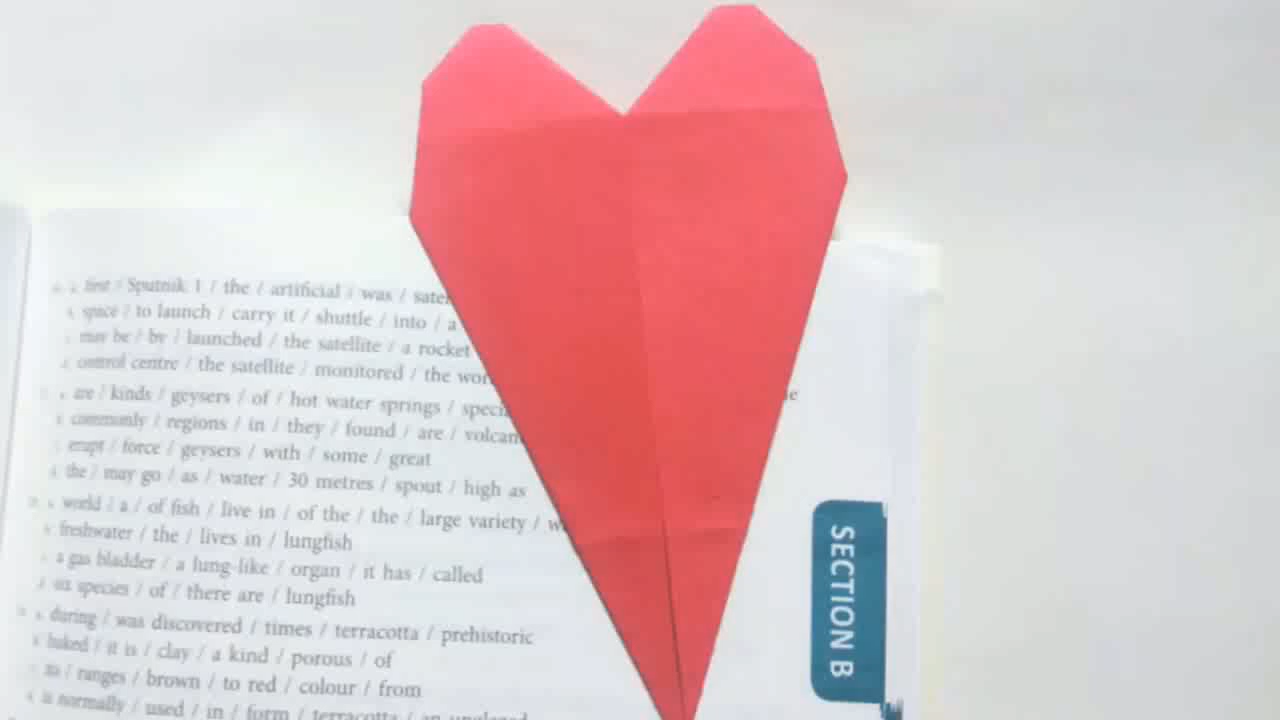 first / Sputnik 1 / the / artificial / was /
space / to launch / carry it / shuttle / into / a
may be / by / launched / the satellite / a rocket
control centre / the satellite / monitored / the
are / kinds / geysers / of / hot water springs /
commonly / regions / in / they / found / are /
erupt / force / geysers / with / some / great
the / may go / as / water / 30 metres / spout / high as
world / a / of fish / live in / of the / the / large variety /
freshwater / the / lives in / lungfish
a gas bladder / a lung-like / organ / it has / called
six species / of / there are / lungfish
during / was discovered / times / terracotta / prehistoric
baked / it is / clay / a kind / porous / of
/ ranges / brown / to red / colour / from
is normally / used / in / form / terracotta / an unglazed
SECTION B